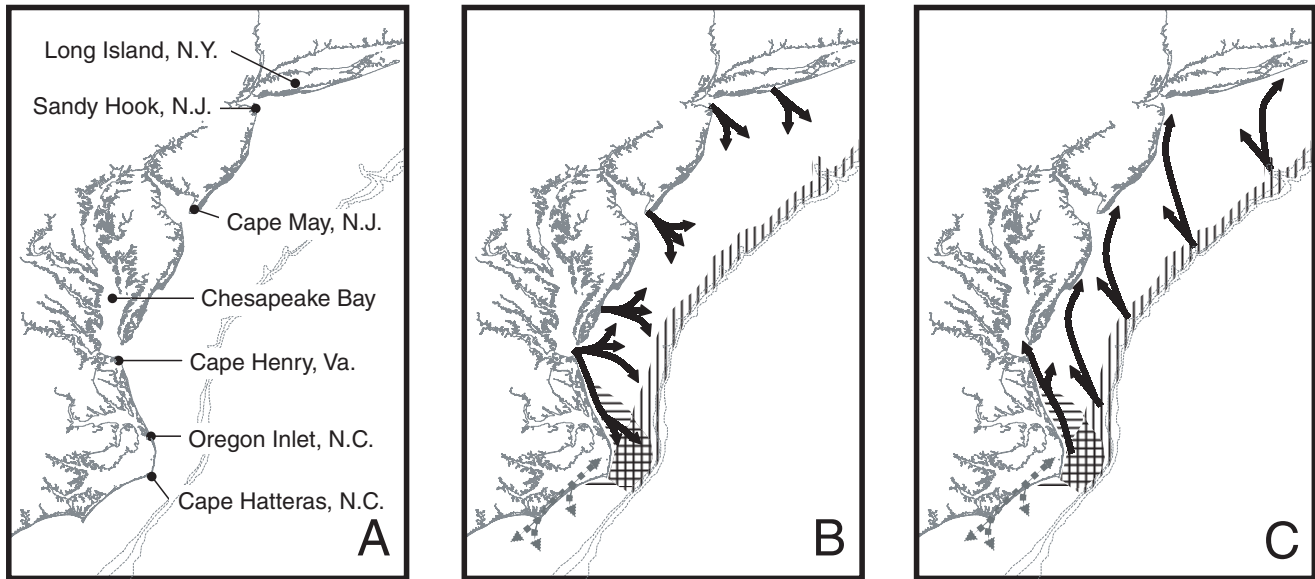 Long Island, N.Y.
Sandy Hook, N.J.
Cape May, N.J.
Chesapeake Bay
Cape Henry, Va.
Oregon Inlet, N.C.
Cape Hatteras, N.C.
A
B
C